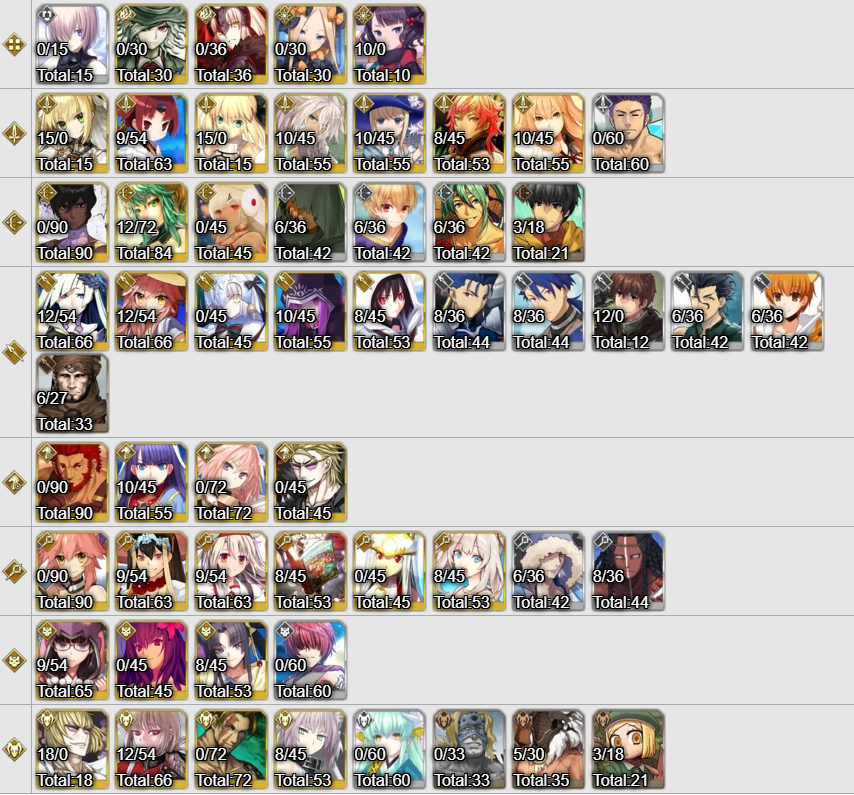 0/15 0/30 0/36 0/30 10/0
Total:15 Total:30 Total:36 Total:30 Total:10
15/0 9/54 15/0 10/45 10/45 8/45 10/45 0/60
Total:15 Total:63 Total:15 Total:55 Total:55 Total:53 Total:55 Total:60
0/90 12/72 0/45 6/36 6/36 6/36 3/18
Total:90 Total:84 Total:45 Total:42 Total:42 Total:42 Total:21
12/54 12/54 0/45 10/45 8/45 8/36 8/36 12/0 6/36 6/36
Total:66 Total:66 Total:45 Total:55 Total:53 Total:44 Total:44 Total:12 Total:42 Total:42
6/27
Total:33
0/90 10/45 0/72 0/45
Total:90 Total:55 Total:72 Total:45
0/90 9/54 9/54 8/45 0/45 8/45 6/36 8/36
Total:90 Total:63 Total:63 Total:53 Total:45 Total:53 Total:42 Total:44
9/54 0/45 8/45 0/60
Total:65 Total:45 Total:53 Total:60
18/0 12/54 0/72 8/45 0/60 0/33 5/30 3/18
Total:18 Total:66 Total:72 Total:53 Total:60 Total:33 Total:35 Total:21